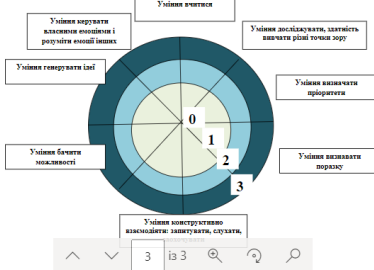 Уміння вчитися
Уміння керувати
власними емоціями і
розуміти емоції інших
Уміння досліджувати, здатність
вивчати різні точки зору
Уміння генерувати ідеї
Уміння визначати
пріоритети
0
1
2
3
Уміння бачити
можливості
Уміння визнавати
поразку
Уміння конструктивно
взаємодіяти: запитувати, слухати,
3 із 3